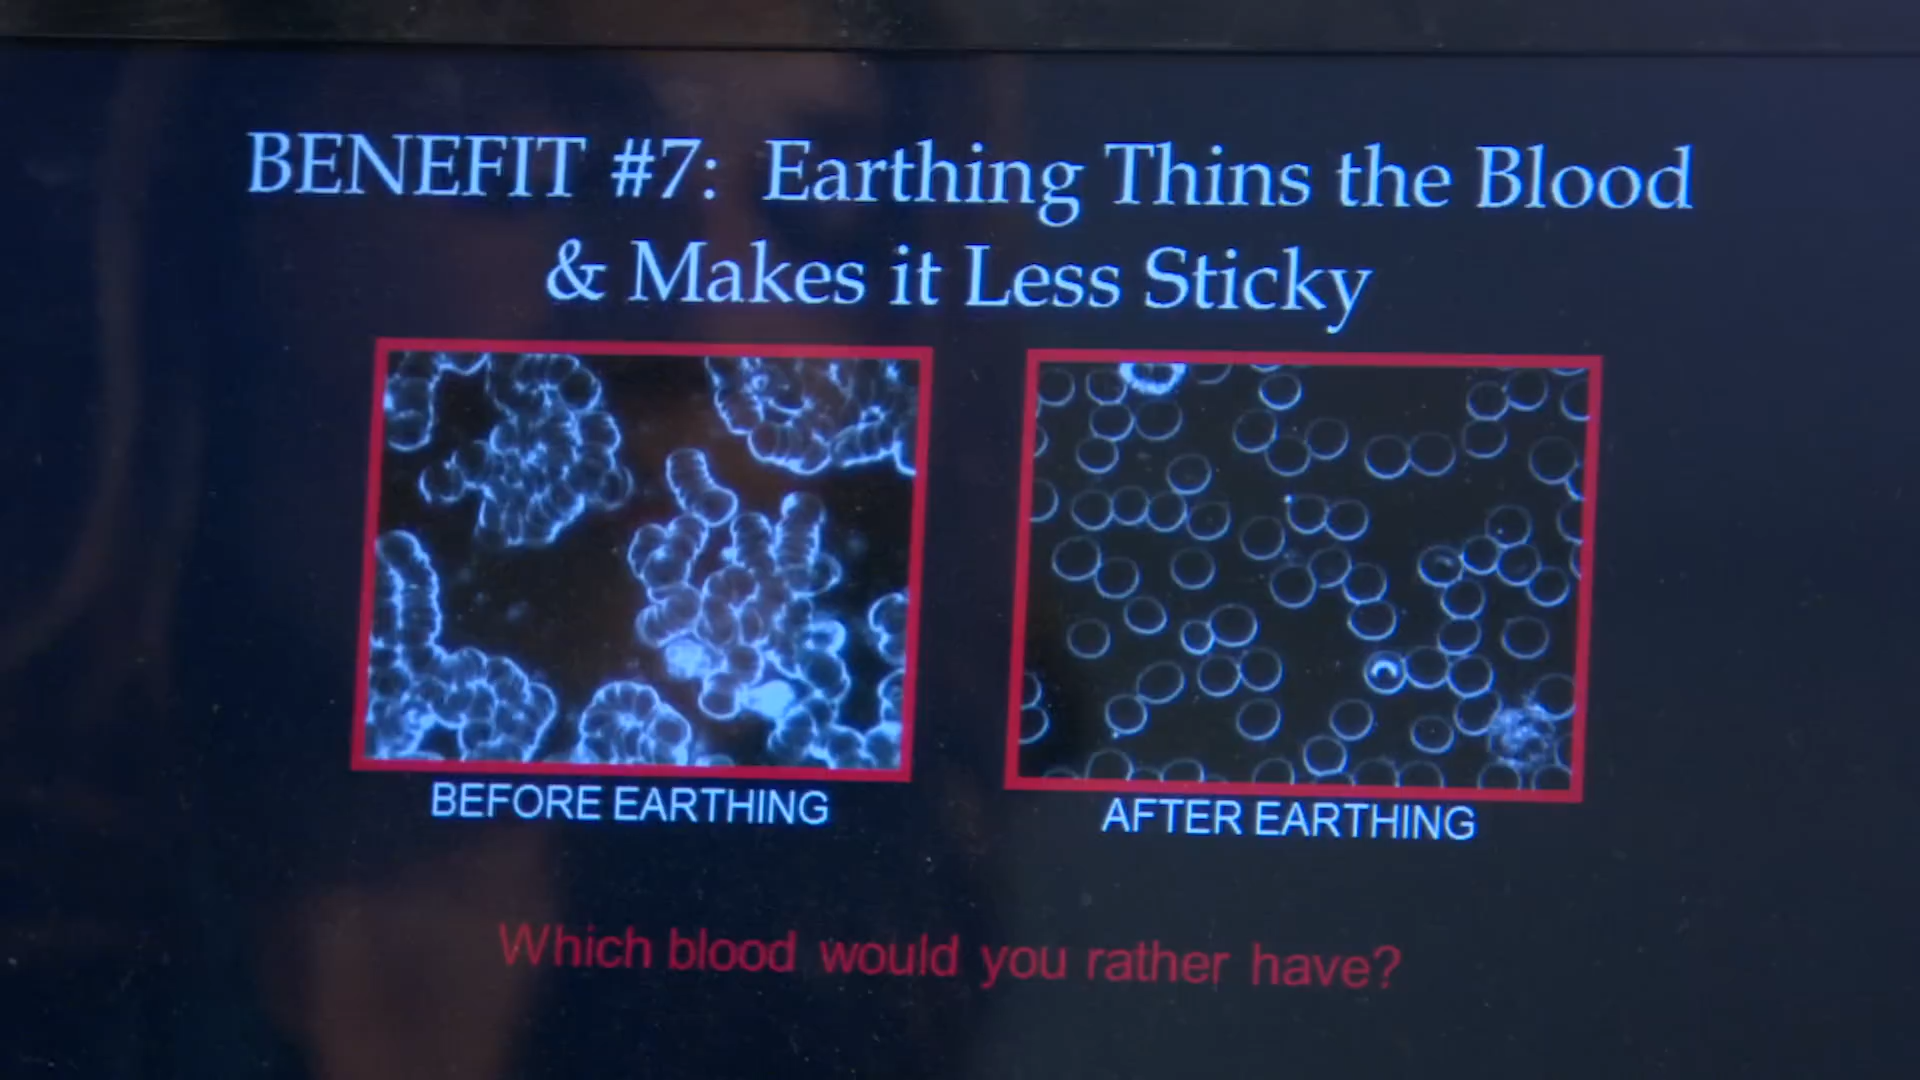 BENEFIT #7: Earthing Thins the Blood
& Makes it Less Sticky
BEFORE EARTHING
AFTER EARTHING
Which blood would you rather have?